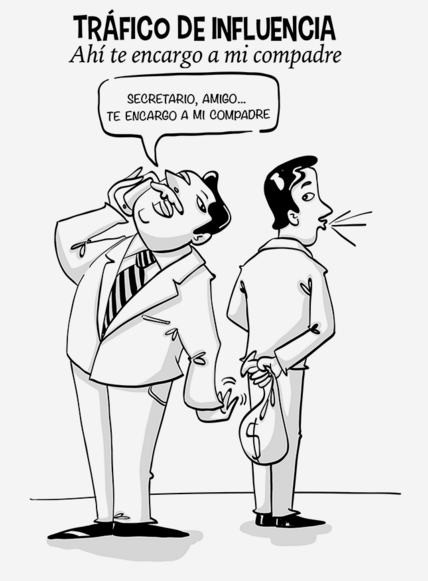 TRÁFICO DE INFLUENCIA
Ahí te encargo a mi compadre
SECRETARIO, AMIGO...
TE ENCARGO A MI COMPADRE
$